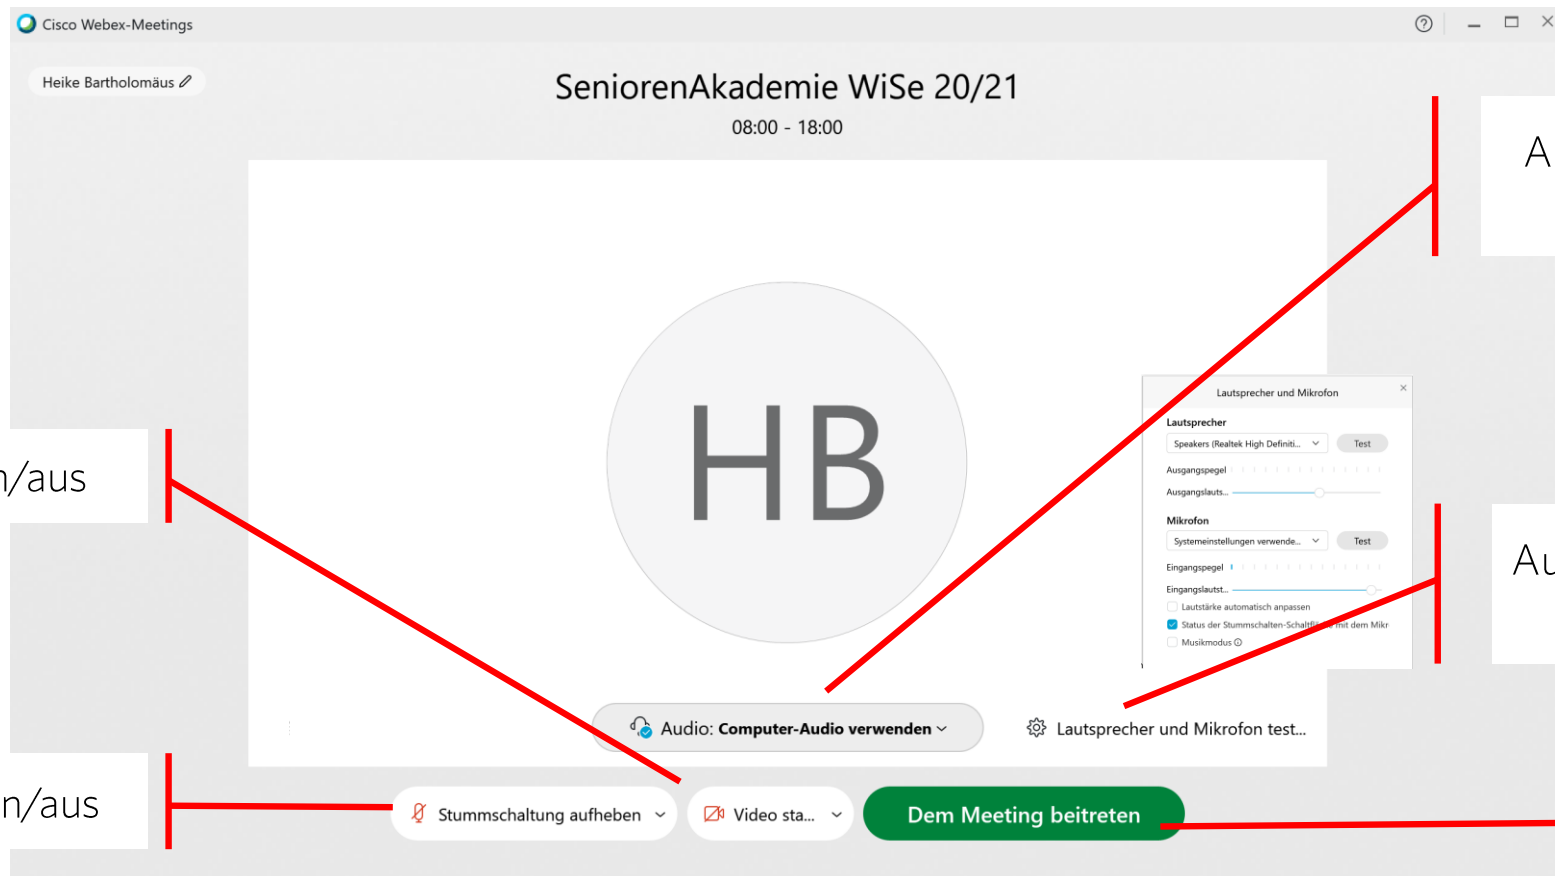 Cisco Webex-Meetings
Heike Bartholomäus
SeniorenAkademie WiSe 20/21
08:00 - 18:00
A
HB
Lautsprecher und Mikrofon
Lautsprecher
Speakers (Realtek High Definiti... Test
Ausgangspegel
Ausgangslauts...
Mikrofon
Systemeinstellungen verwende... Test
Eingangspegel
Eingangslautst...
Lautstärke automatisch anpassen
Status der Stummschalten-Schaltfläche mit dem Mikr
Musikmodus
n/aus
Au
Audio: Computer-Audio verwenden
Lautsprecher und Mikrofon test...
n/aus
Stummschaltung aufheben
Video sta...
Dem Meeting beitreten